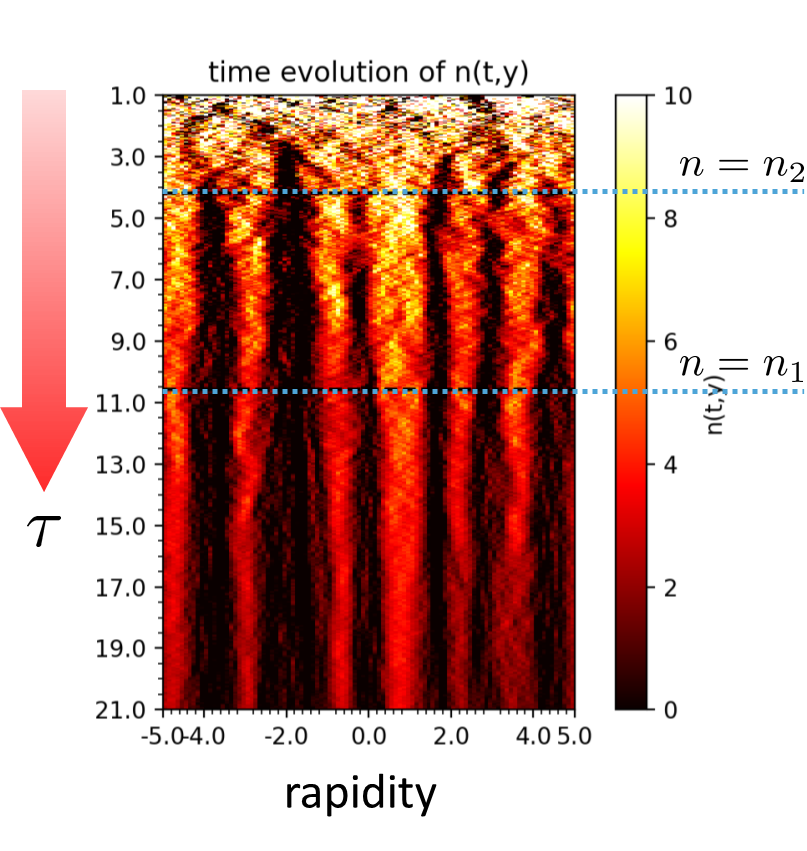 time evolution of n(t,y)
1.0
3.0
5.0
7.0
9.0
11.0
13.0
15.0
17.0
19.0
21.0
-5.0 -4.0 -2.0 0.0 2.0 4.0 5.0
rapidity
τ
10
8
6
4
2
0
n(t,y)
n = n₂
n = n₁